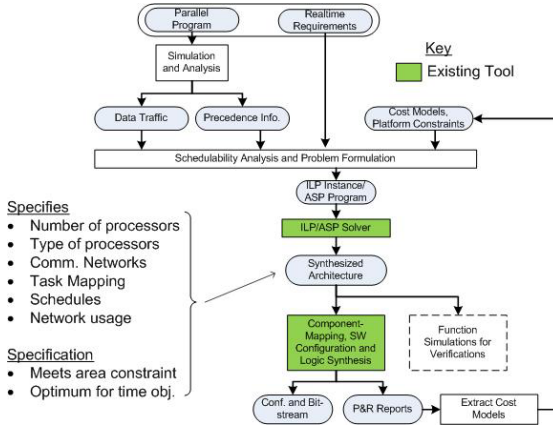 Parallel
Program
Realtime
Requirements
Key
Existing Tool
Simulation
and Analysis
Data Traffic
Precedence Info.
Cost Models,
Platform Constraints
Schedulability Analysis and Problem Formulation
ILP Instance/
ASP Program
ILP/ASP Solver
Synthesized
Architecture
Specifies
• Number of processors
• Type of processors
• Comm. Networks
• Task Mapping
• Schedules
• Network usage
Specification
• Meets area constraint
• Optimum for time obj.
Component-
Mapping, SW
Configuration and
Logic Synthesis
Function
Simulations for
Verifications
Conf. and Bit-
stream
P&R Reports
Extract Cost
Models